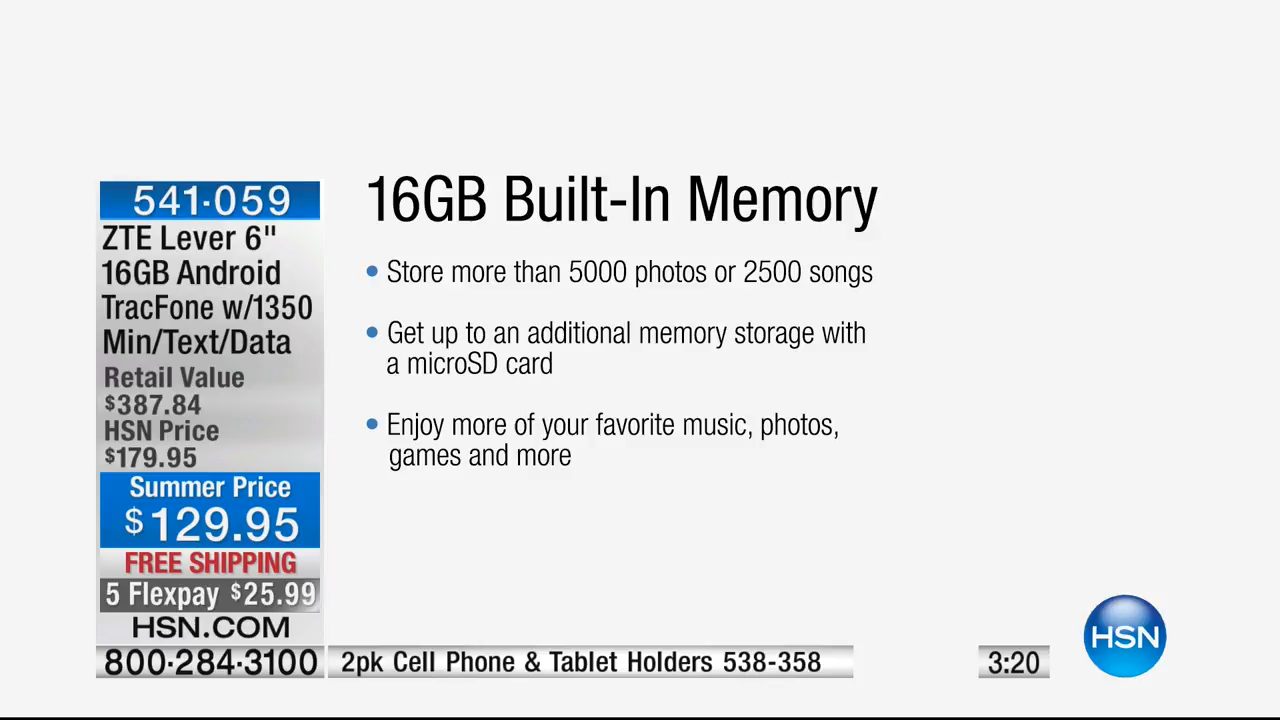 541·059
ZTE Lever 6"
16GB Android
TracFone w/1350
Min/Text/Data
Retail Value
$387.84
HSN Price
$179.95
Summer Price
$129.95
FREE SHIPPING
5 Flexpay $25.99
HSN.COM
800·284·3100
16GB Built-In Memory
• Store more than 5000 photos or 2500 songs
• Get up to an additional memory storage with
a microSD card
• Enjoy more of your favorite music, photos,
games and more
2pk Cell Phone & Tablet Holders 538-358
3:20
HSN